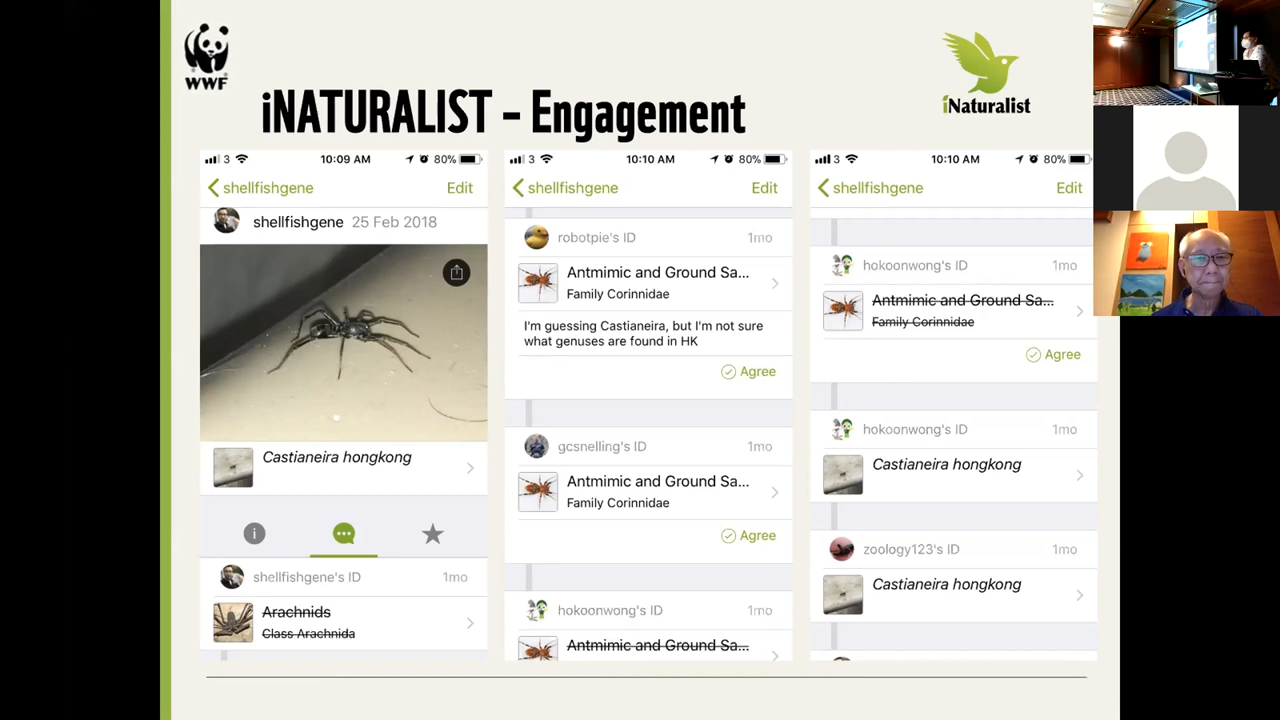 WWF
iNATURALIST – Engagement
iNaturalist
3 10:09 AM 80%
shellfishgene Edit
shellfishgene 25 Feb 2018
Castianeira hongkong
shellfishgene's ID 1mo
Arachnids
Class Arachnida
3 10:10 AM 80%
shellfishgene Edit
robotpie's ID 1mo
Antmimic and Ground Sa...
Family Corinnidae
I'm guessing Castianeira, but I'm not sure
what genuses are found in HK
Agree
gcsnelling's ID 1mo
Antmimic and Ground Sa...
Family Corinnidae
Agree
hokoonwong's ID 1mo
Antmimic and Ground Sa...
3 10:10 AM 80%
shellfishgene Edit
hokoonwong's ID 1mo
Antmimic and Ground Sa...
Family Corinnidae
Agree
hokoonwong's ID 1mo
Castianeira hongkong
zoology123's ID 1mo
Castianeira hongkong